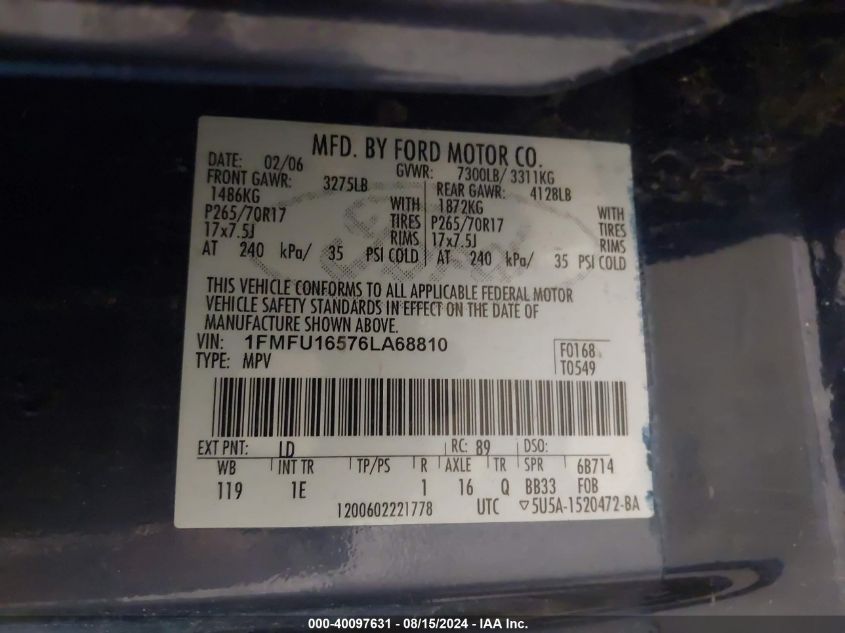 MFD. BY FORD MOTOR CO.
DATE: 02/06 GVWR: 7300LB/ 3311KG
FRONT GAWR: 3275LB REAR GAWR: 4128LB
1486KG WITH 1872KG WITH
P265/70R17 TIRES P265/70R17 TIRES
17x7.5J RIMS 17x7.5J RIMS
AT 240 kPa/ 35 PSI COLD AT 240 kPa/ 35 PSI COLD
THIS VEHICLE CONFORMS TO ALL APPLICABLE FEDERAL MOTOR
VEHICLE SAFETY STANDARDS IN EFFECT ON THE DATE OF
MANUFACTURE SHOWN ABOVE.
VIN: 1FMFU16576LA68810
TYPE: MPV
F0168
T0549
EXT PNT: LD RC: 89 DSO:
WB INT TR TP/PS R AXLE TR SPR 6B714
119 1E 1 16 Q BB33 FOB
1200602221778 UTC ▽5U5A-1520472-BA
000-40097631 - 08/15/2024 - IAA Inc.